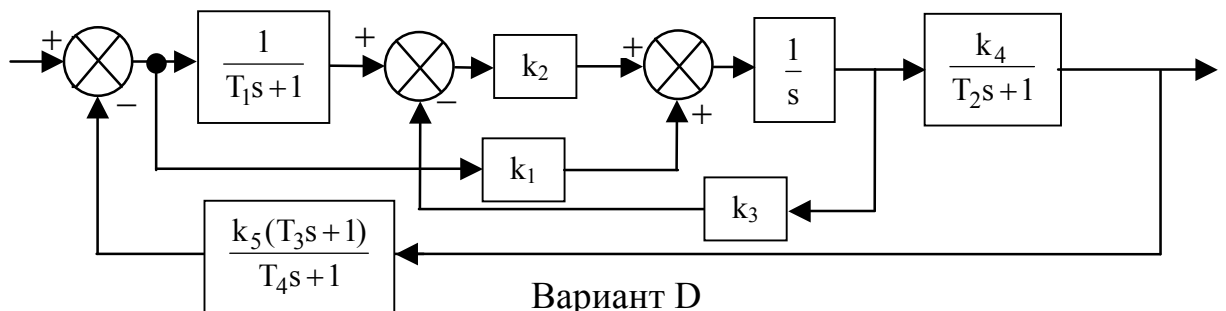 + 1 / T₁s+1 + k₂ + 1 / s k₄ / T₂s+1
− − +
k₁
k₃
k₅(T₃s+1) / T₄s+1
Вариант D